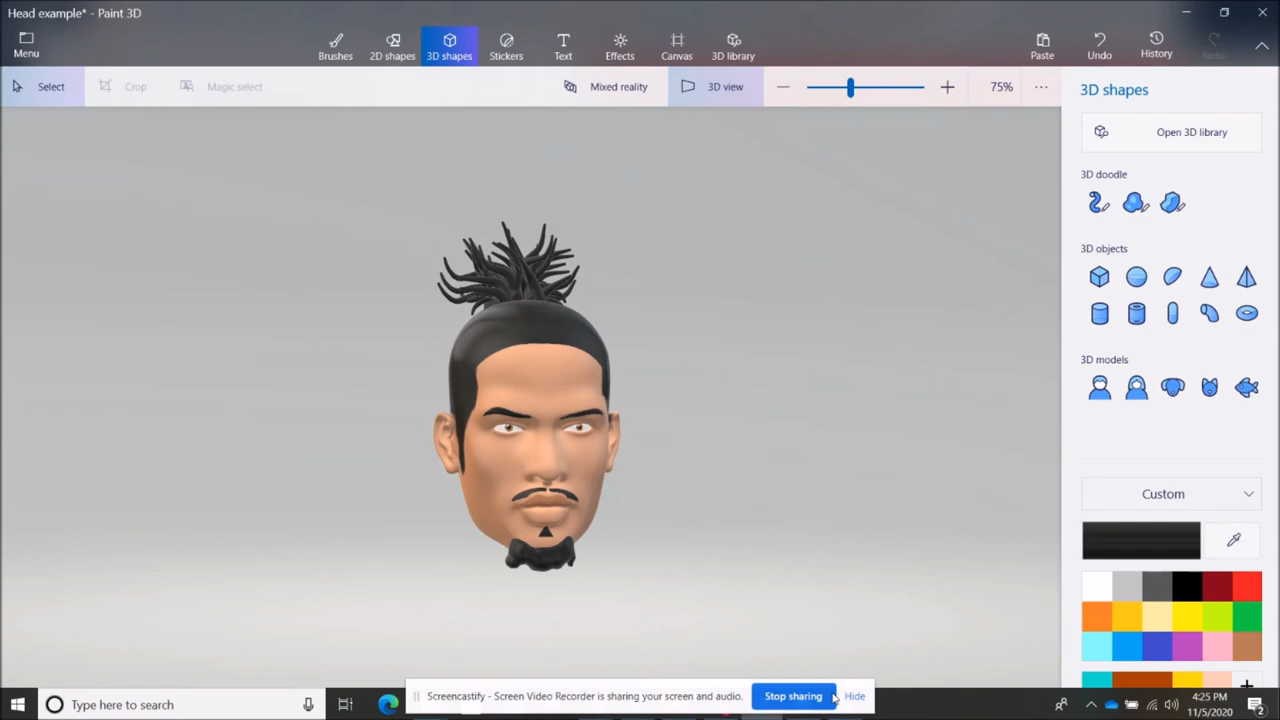 Head example* - Paint 3D
Menu
Brushes 2D shapes 3D shapes Stickers Text Effects Canvas 3D library Paste Undo History Redo
Select Crop Magic select Mixed reality 3D view 75%
3D shapes
Open 3D library
3D doodle
3D objects
3D models
Custom
Screencastify - Screen Video Recorder is sharing your screen and audio. Stop sharing Hide
Type here to search
4:25 PM
11/5/2020
2